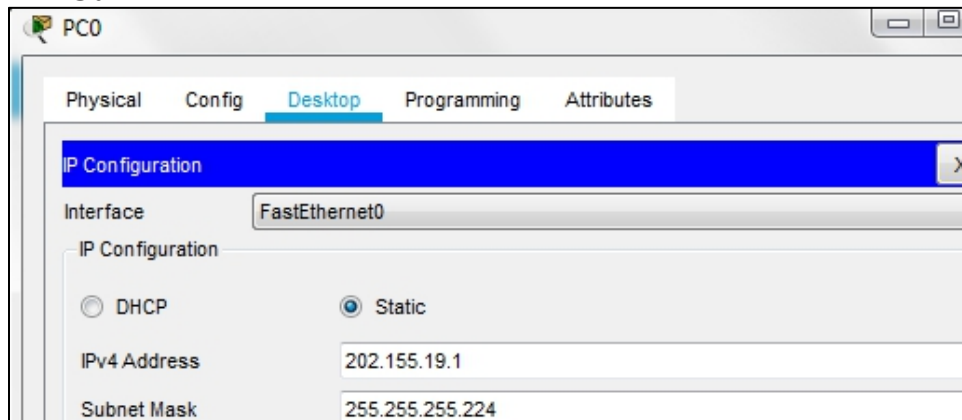 PC0
Physical Config Desktop Programming Attributes
IP Configuration
X
Interface FastEthernet0
IP Configuration
DHCP Static
IPv4 Address 202.155.19.1
Subnet Mask 255.255.255.224